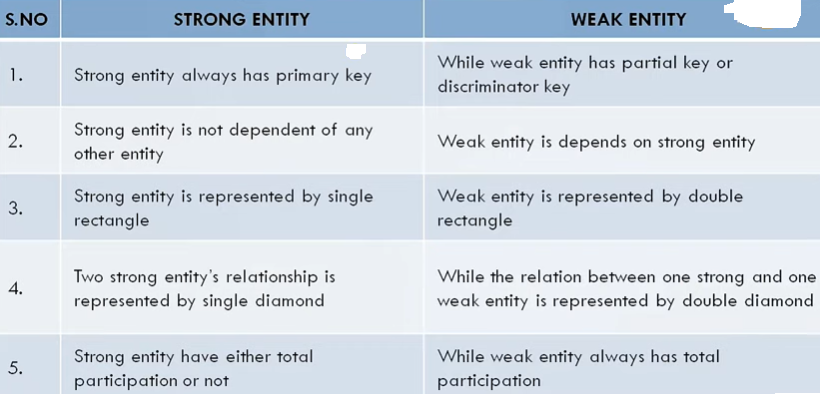 S.NO STRONG ENTITY WEAK ENTITY
1. Strong entity always has primary key
While weak entity has partial key or
discriminator key
2. Strong entity is not dependent of any
other entity
Weak entity is depends on strong entity
3. Strong entity is represented by single
rectangle
Weak entity is represented by double
rectangle
4. Two strong entity's relationship is
represented by single diamond
While the relation between one strong and one
weak entity is represented by double diamond
5. Strong entity have either total
participation or not
While weak entity always has total
participation